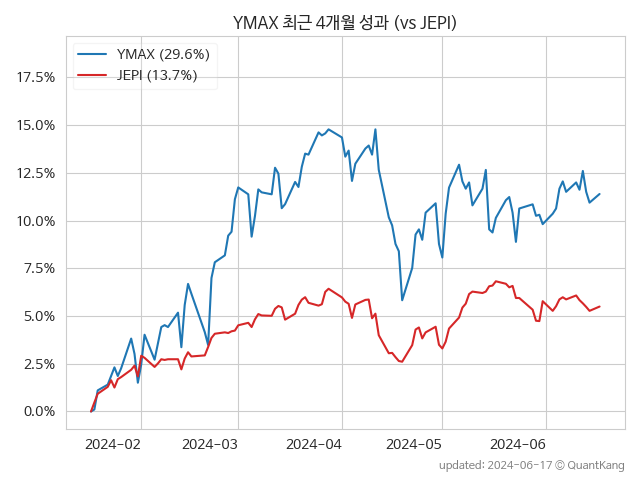 YMAX 최근 4개월 성과 (vs JEPI)
YMAX (29.6%)
JEPI (13.7%)
17.5%
15.0%
12.5%
10.0%
7.5%
5.0%
2.5%
0.0%
2024-02 2024-03 2024-04 2024-05 2024-06
updated: 2024-06-17 © QuantKang